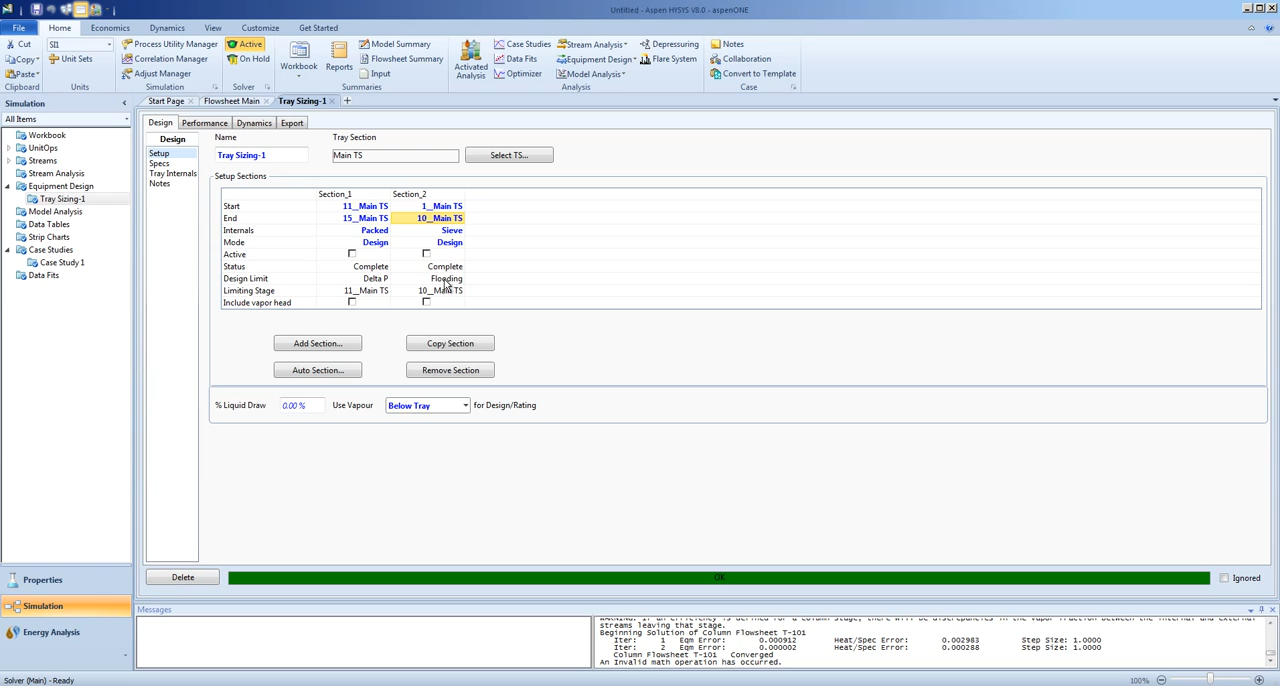 Untitled - Aspen HYSYS V8.0 - aspenONE
File Home Economics Dynamics View Customize Get Started
Cut SI1 Process Utility Manager Active Model Summary Case Studies Stream Analysis Depressuring Notes
Copy Unit Sets Correlation Manager On Hold Workbook Reports Flowsheet Summary Activated Analysis Data Fits Equipment Design Flare System Collaboration
Paste Adjust Manager Input Optimizer Model Analysis Convert to Template
Clipboard Units Simulation Solver Summaries Analysis Case
Simulation < Start Page Flowsheet Main Tray Sizing-1 +
All Items
Workbook
UnitOps
Streams
Stream Analysis
Equipment Design
Tray Sizing-1
Model Analysis
Data Tables
Strip Charts
Case Studies
Case Study 1
Data Fits
Properties
Simulation
Energy Analysis
Design Performance Dynamics Export
Design
Setup
Specs
Tray Internals
Notes
Name Tray Section
Tray Sizing-1 Main TS Select TS...
Setup Sections
Section_1 Section_2
Start 11__Main TS 1__Main TS
End 15__Main TS 10__Main TS
Internals Packed Sieve
Mode Design Design
Active
Status Complete Complete
Design Limit Delta P Flooding
Limiting Stage 11__Main TS 10__Main TS
Include vapor head
Add Section... Copy Section
Auto Section... Remove Section
% Liquid Draw 0.00 % Use Vapour Below Tray for Design/Rating
Delete OK Ignored
Messages
streams leaving that stage.
Beginning Solution of Column Flowsheet T-101
Iter: 1 Eqm Error: 0.000912 Heat/Spec Error: 0.002983 Step Size: 1.0000
Iter: 2 Eqm Error: 0.000002 Heat/Spec Error: 0.000288 Step Size: 1.0000
Column Flowsheet T-101 Converged
An Invalid math operation has occurred.
Solver (Main) - Ready 100%